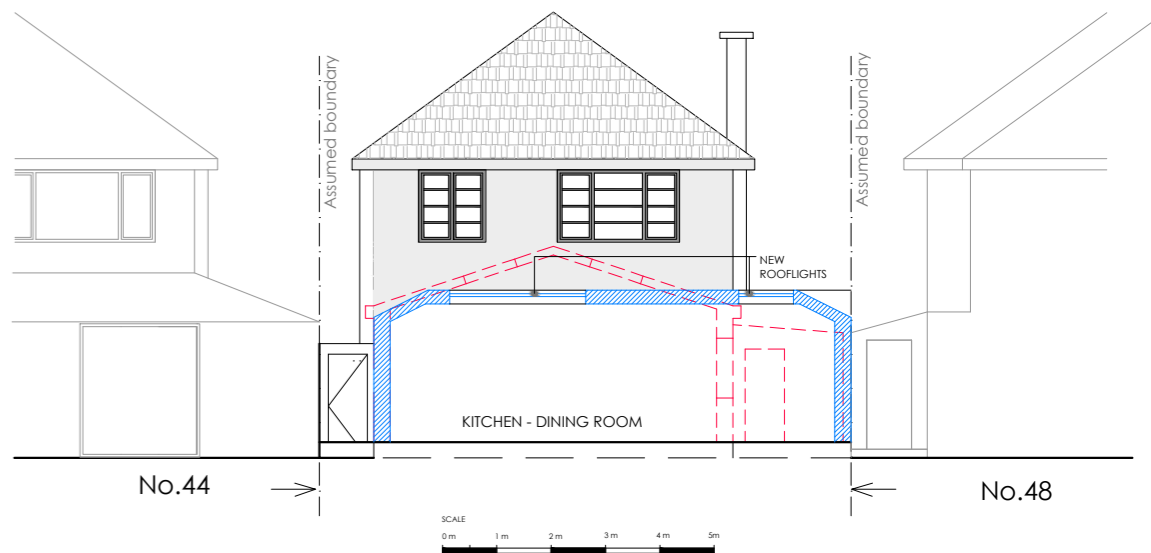 Assumed boundary
Assumed boundary
NEW
ROOFLIGHTS
KITCHEN - DINING ROOM
No.44
No.48
SCALE
0 m 1 m 2 m 3 m 4 m 5m